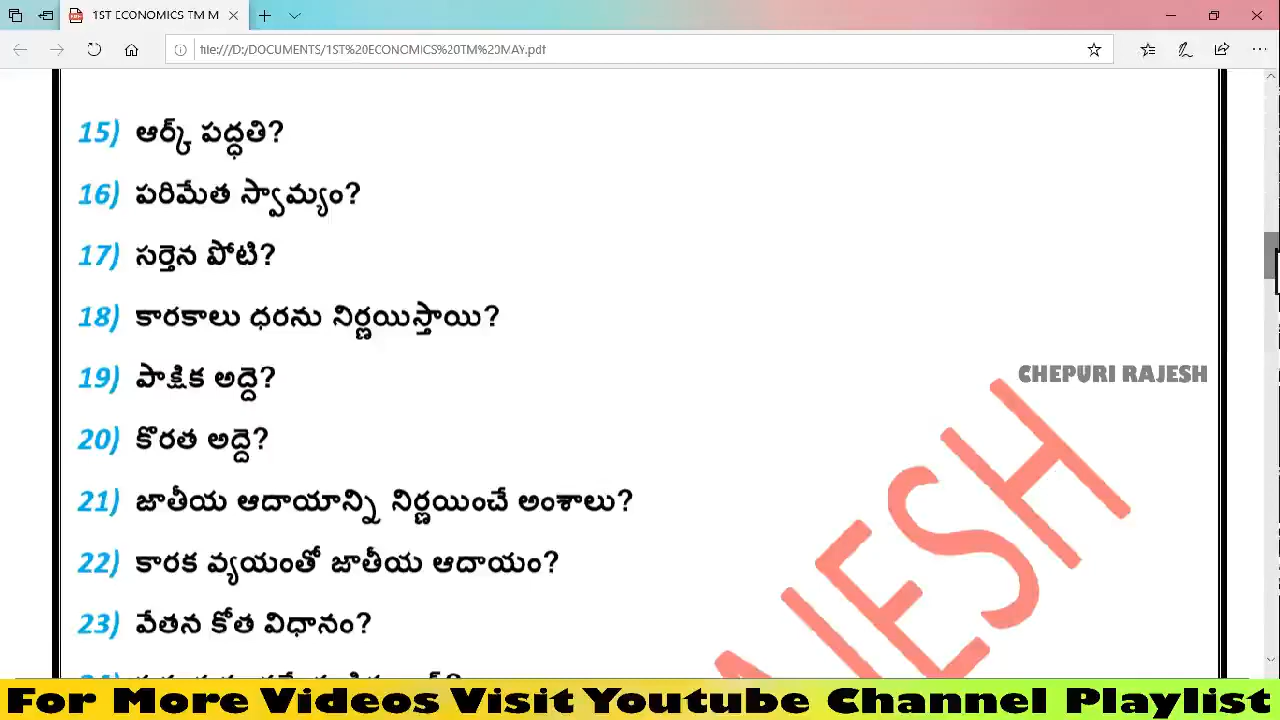 1ST ECONOMICS TM M
file:///D:/DOCUMENTS/1ST%20ECONOMICS%20TM%20MAY.pdf
15) ఆర్క్ పద్ధతి?
16) పరిమేత స్వామ్యం?
17) సర్తెన పోటి?
18) కారకాలు ధరను నిర్ణయిస్తాయి?
19) పాక్షిక అద్దె?
CHEPURI RAJESH
20) కొరత అద్దె?
21) జాతీయ ఆదాయాన్ని నిర్ణయించే అంశాలు?
22) కారక వ్యయంతో జాతీయ ఆదాయం?
23) వేతన కోత విధానం?
For More Videos Visit Youtube Channel Playlist